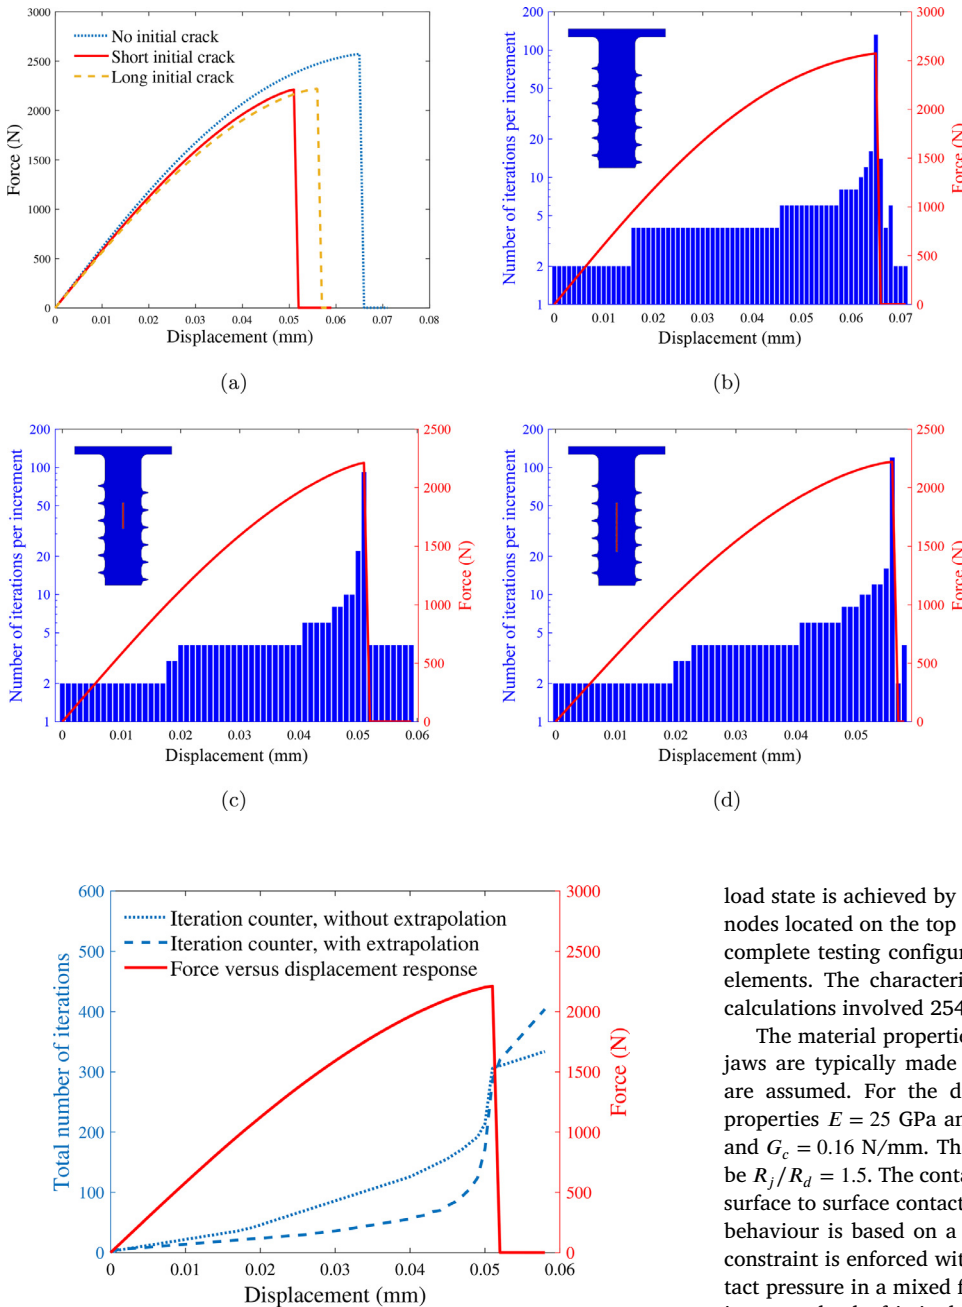 3000
2500
2000
1500
1000
500
0
Force (N)
No initial crack
Short initial crack
Long initial crack
0 0.01 0.02 0.03 0.04 0.05 0.06 0.07 0.08
Displacement (mm)
(a)
200
100
50
20
10
5
2
1
Number of iterations per increment
3000
2500
2000
1500
1000
500
0
Force (N)
0 0.01 0.02 0.03 0.04 0.05 0.06 0.07
Displacement (mm)
(b)
200
100
50
20
10
5
2
1
Number of iterations per increment
2500
2000
1500
1000
500
0
Force (N)
0 0.01 0.02 0.03 0.04 0.05 0.06
Displacement (mm)
(c)
200
100
50
20
10
5
2
1
Number of iterations per increment
2500
2000
1500
1000
500
0
Force (N)
0 0.01 0.02 0.03 0.04 0.05
Displacement (mm)
(d)
600
500
400
300
200
100
0
Total number of iterations
Iteration counter, without extrapolation
Iteration counter, with extrapolation
Force versus displacement response
3000
2500
2000
1500
1000
500
0
Force (N)
0 0.01 0.02 0.03 0.04 0.05 0.06
Displacement (mm)
load state is achieved by
nodes located on the top
complete testing configur
elements. The characteri
calculations involved 254
The material propertie
jaws are typically made
are assumed. For the d
properties E = 25 GPa an
and G_c = 0.16 N/mm. Th
be R_j/R_d = 1.5. The conta
surface to surface contact
behaviour is based on a
constraint is enforced wit
tact pressure in a mixed f